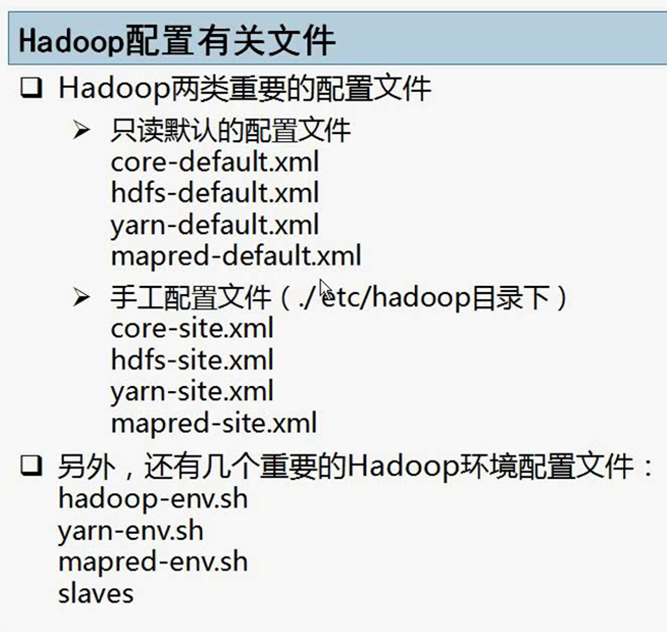 Hadoop配置有关文件
Hadoop两类重要的配置文件
只读默认的配置文件
core-default.xml
hdfs-default.xml
yarn-default.xml
mapred-default.xml
手工配置文件（./etc/hadoop目录下）
core-site.xml
hdfs-site.xml
yarn-site.xml
mapred-site.xml
另外，还有几个重要的Hadoop环境配置文件：
hadoop-env.sh
yarn-env.sh
mapred-env.sh
slaves